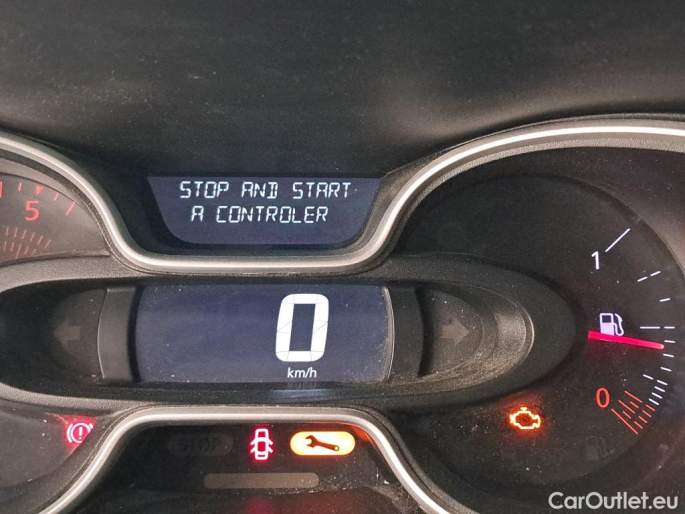 STOP AND START
A CONTROLER
5
1
0
km/h
0
STOP
CarOutlet.eu